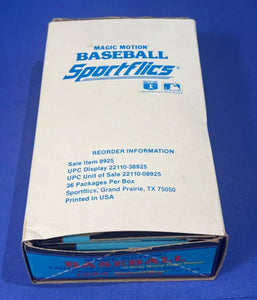 "MAGIC MOTION"
BASEBALL
Sportflics
REORDER INFORMATION
Sale Item 8925
UPC Display 22110-38925
UPC Unit of Sale 22110-08925
36 Packages Per Box
Sportflics, Grand Prairie, TX 75050
Printed in USA
BASEBALL